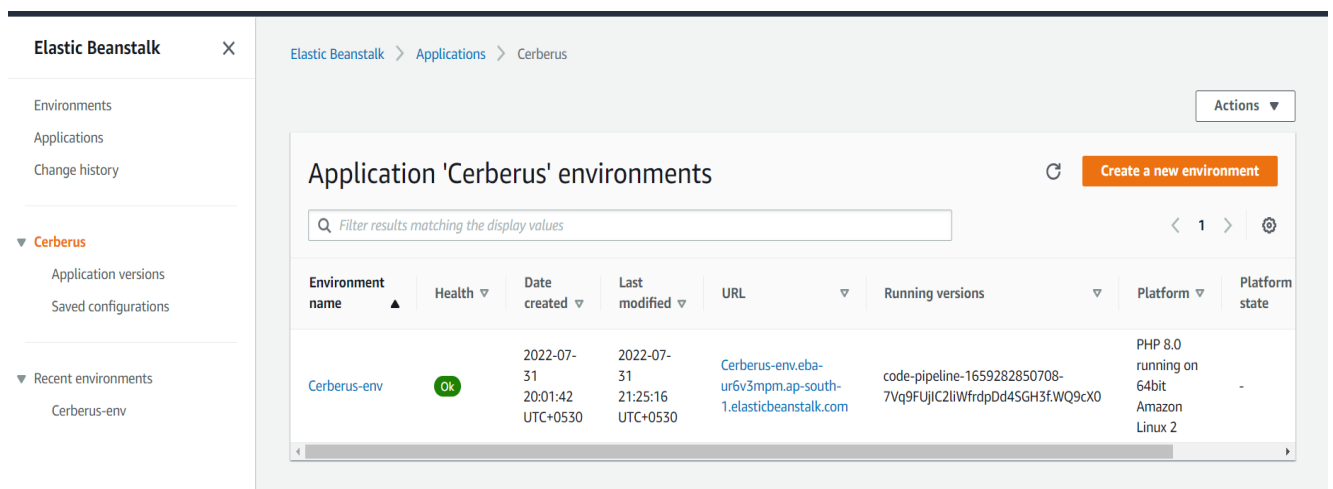 Elastic Beanstalk
Environments
Applications
Change history
Cerberus
Application versions
Saved configurations
Recent environments
Cerberus-env
Elastic Beanstalk > Applications > Cerberus
Actions
Application 'Cerberus' environments
Create a new environment
Filter results matching the display values
1
Environment
name
Health
Date
created
Last
modified
URL
Running versions
Platform
Platform
state
Cerberus-env
Ok
2022-07-
31
20:01:42
UTC+0530
2022-07-
31
21:25:16
UTC+0530
Cerberus-env.eba-
ur6v3mpm.ap-south-
1.elasticbeanstalk.com
code-pipeline-1659282850708-
7Vq9FUjIC2liWfrdpDd4SGH3f.WQ9cX0
PHP 8.0
running on
64bit
Amazon
Linux 2
-